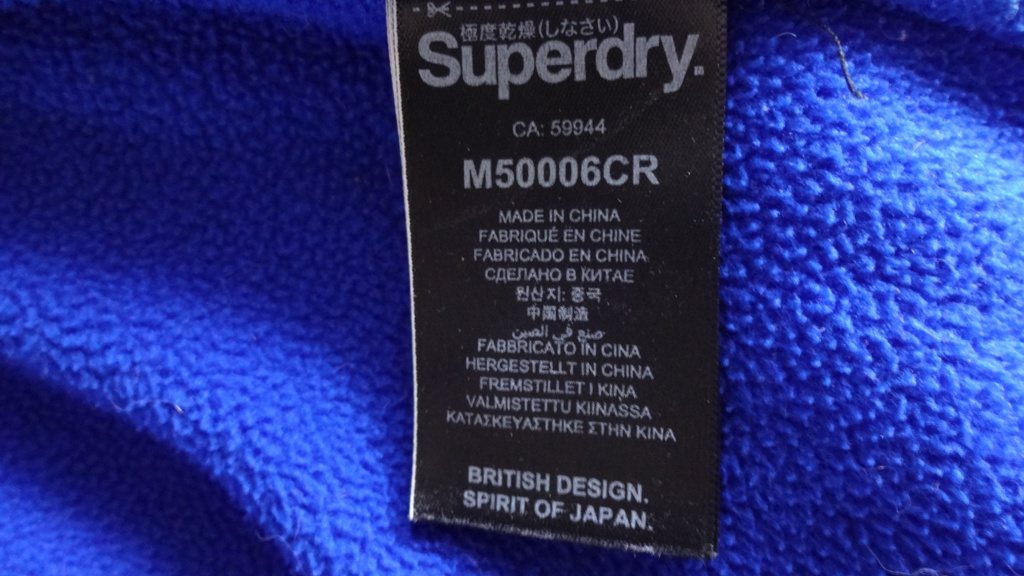 極度乾燥(しなさい)
Superdry.
CA: 59944
M50006CR
MADE IN CHINA
FABRIQUÉ EN CHINE
FABRICADO EN CHINA
СДЕЛАНО В КИТАЕ
원산지: 중국
中国制造
صنع في الصين
FABBRICATO IN CINA
HERGESTELLT IN CHINA
FREMSTILLET I KINA
VALMISTETTU KIINASSA
ΚΑΤΑΣΚΕΥΑΣΤΗΚΕ ΣΤΗΝ ΚΙΝΑ
BRITISH DESIGN.
SPIRIT OF JAPAN.